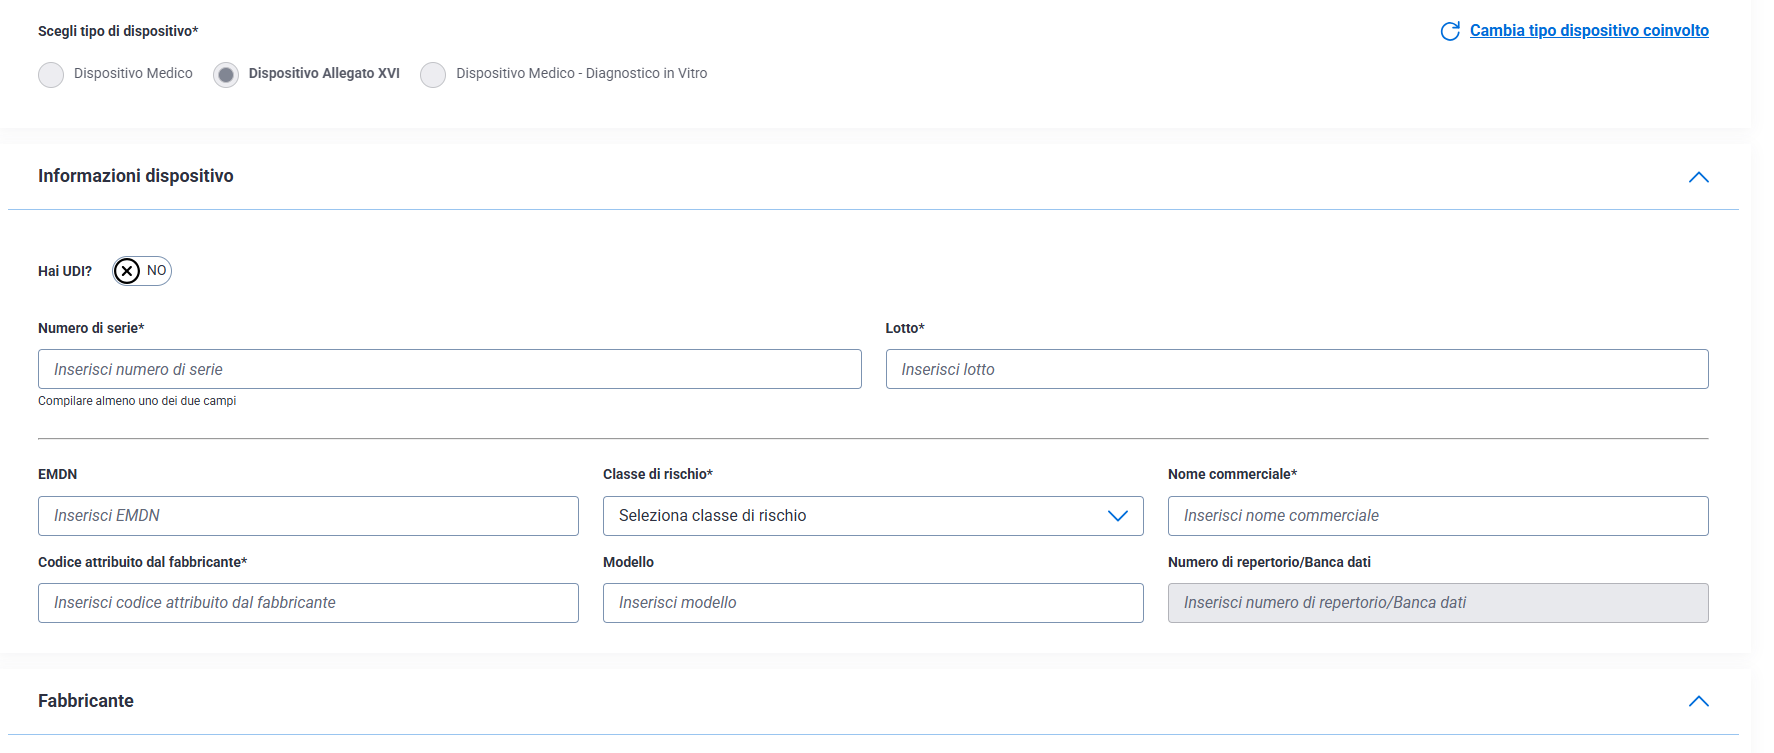 Scegli tipo di dispositivo*
Cambia tipo dispositivo coinvolto
Dispositivo Medico
Dispositivo Allegato XVI
Dispositivo Medico - Diagnostico in Vitro
Informazioni dispositivo
Hai UDI?
NO
Numero di serie*
Lotto*
Inserisci numero di serie
Inserisci lotto
Compilare almeno uno dei due campi
EMDN
Classe di rischio*
Nome commerciale*
Inserisci EMDN
Seleziona classe di rischio
Inserisci nome commerciale
Codice attribuito dal fabbricante*
Modello
Numero di repertorio/Banca dati
Inserisci codice attribuito dal fabbricante
Inserisci modello
Inserisci numero di repertorio/Banca dati
Fabbricante